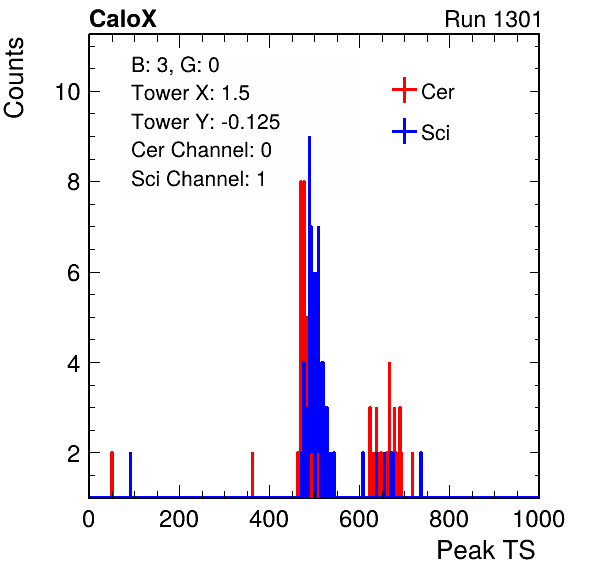 CaloX Run 1301
Counts
B: 3, G: 0
Tower X: 1.5
Tower Y: -0.125
Cer Channel: 0
Sci Channel: 1
Cer
Sci
10
8
6
4
2
0 200 400 600 800 1000
Peak TS